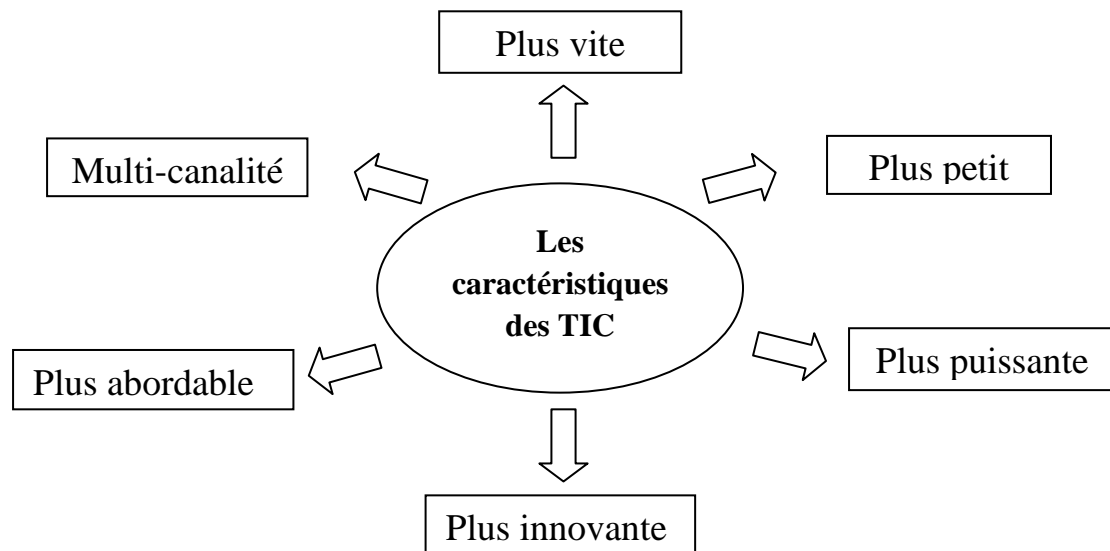 Plus vite
Multi-canalité
Plus petit
Les
caractéristiques
des TIC
Plus abordable
Plus puissante
Plus innovante